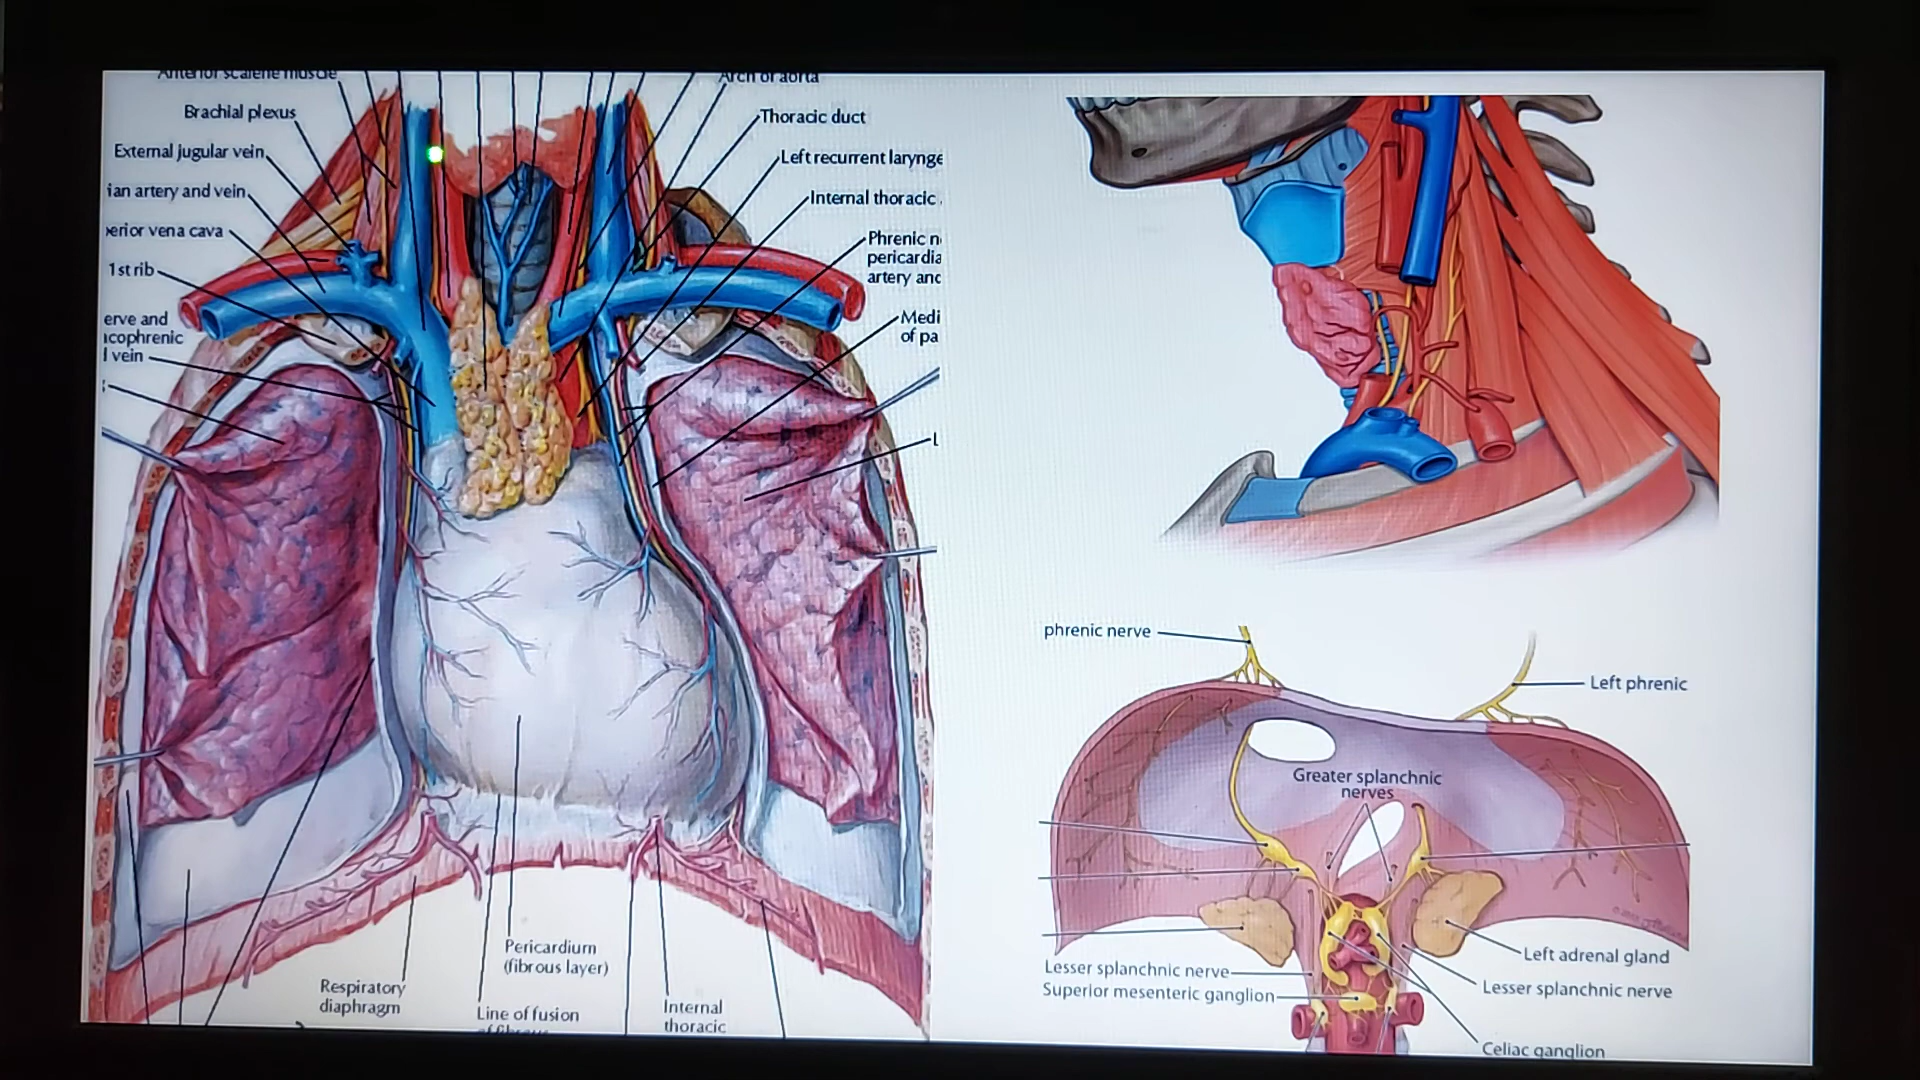 Anterior scalene muscle
Brachial plexus
External jugular vein
ian artery and vein
erior vena cava
1st rib
erve and
icophrenic
l vein
Arch of aorta
Thoracic duct
Left recurrent larynge
Internal thoracic
Phrenic n
pericardia
artery and
Medi
of pa
L
Pericardium
(fibrous layer)
Respiratory
diaphragm
Line of fusion
of fibrous
Internal
thoracic
phrenic nerve
Left phrenic
Greater splanchnic
nerves
Left adrenal gland
Lesser splanchnic nerve
Superior mesenteric ganglion
Lesser splanchnic nerve
Celiac ganglion